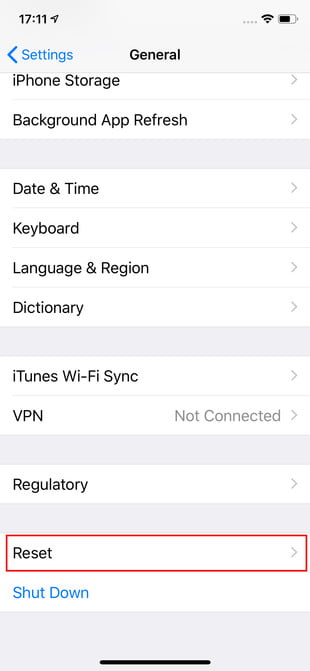 17:11
Settings
General
iPhone Storage
Background App Refresh
Date & Time
Keyboard
Language & Region
Dictionary
iTunes Wi-Fi Sync
VPN Not Connected
Regulatory
Reset
Shut Down